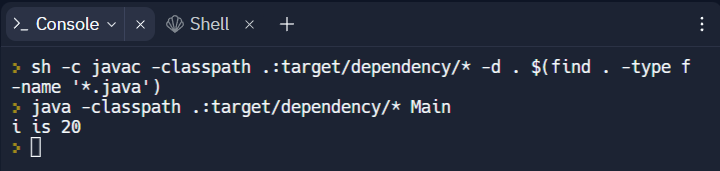 Console
Shell
sh -c javac -classpath .:target/dependency/* -d . $(find . -type f
-name '*.java')
java -classpath .:target/dependency/* Main
i is 20